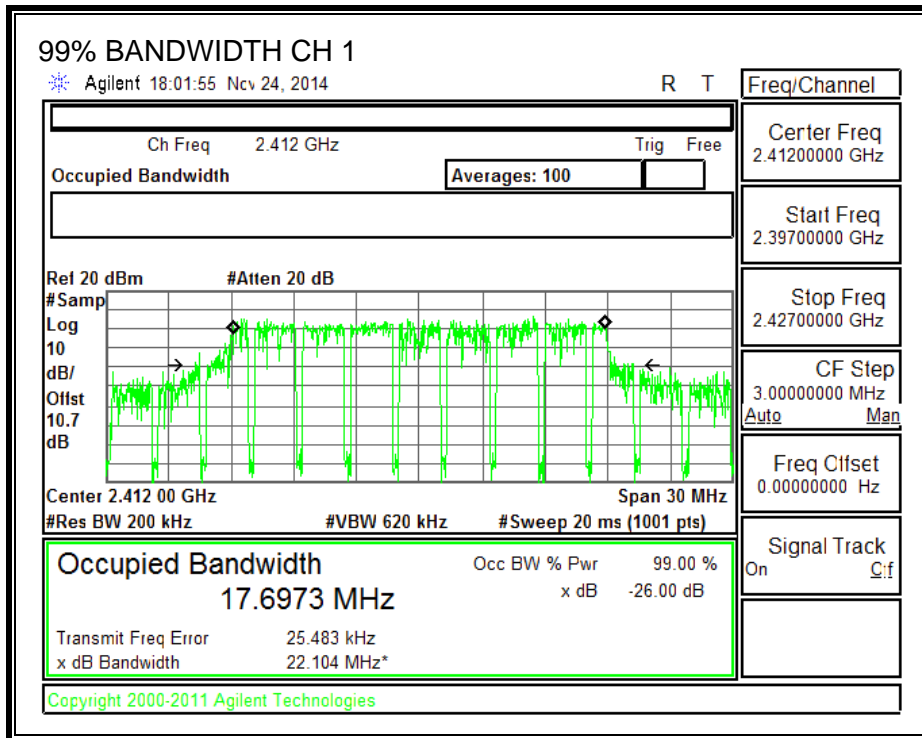 99% BANDWIDTH CH 1
Agilent 18:01:55 Nov 24, 2014 R T
Freq/Channel
Ch Freq 2.412 GHz Trig Free
Occupied Bandwidth Averages: 100
Center Freq
2.41200000 GHz
Start Freq
2.39700000 GHz
Stop Freq
2.42700000 GHz
CF Step
3.00000000 MHz
Auto Man
Freq Offset
0.00000000 Hz
Signal Track
On Off
Ref 20 dBm #Atten 20 dB
#Samp
Log
10
dB/
Offst
10.7
dB
Center 2.412 00 GHz Span 30 MHz
#Res BW 200 kHz #VBW 620 kHz #Sweep 20 ms (1001 pts)
Occupied Bandwidth Occ BW % Pwr 99.00 %
17.6973 MHz x dB -26.00 dB
Transmit Freq Error 25.483 kHz
x dB Bandwidth 22.104 MHz*
Copyright 2000-2011 Agilent Technologies